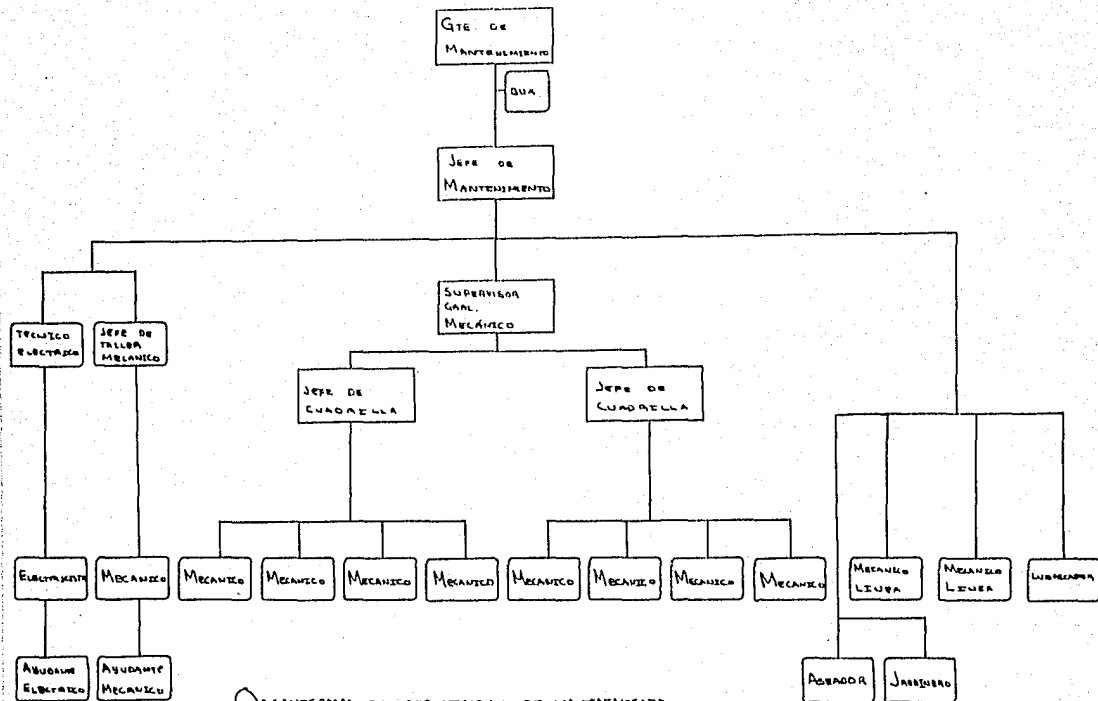 GTE. DE
MANTENIMIENTO
JEFE DE
MANTENIMIENTO
SUPERVISOR
GRAL.
MECÁNICO
TECNICO
ELECTRICO
JEFE DE
TALLER
MECANICO
JEFE DE
CUADRILLA
JEFE DE
CUADRILLA
ELECTRICISTA
MECANICO
MECANICO
MECANICO
MECANICO
MECANICO
MECANICO
MECANICO
MECANICO
MECANICO
MECANICO
LINEA
MECANICO
LINEA
LUBRICADOR
AYUDANTE
ELECTRICO
AYUDANTE
MECANICO
ASEADOR
JARDINERO